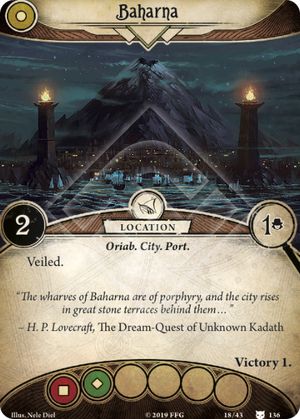 Baharna
2
LOCATION
1
Oriab. City. Port.
Veiled.
"The wharves of Baharna are of porphyry, and the city rises
in great stone terraces behind them…"
– H. P. Lovecraft, The Dream-Quest of Unknown Kadath
Victory 1.
Illus. Nele Diel
© 2019 FFG
18/43
136